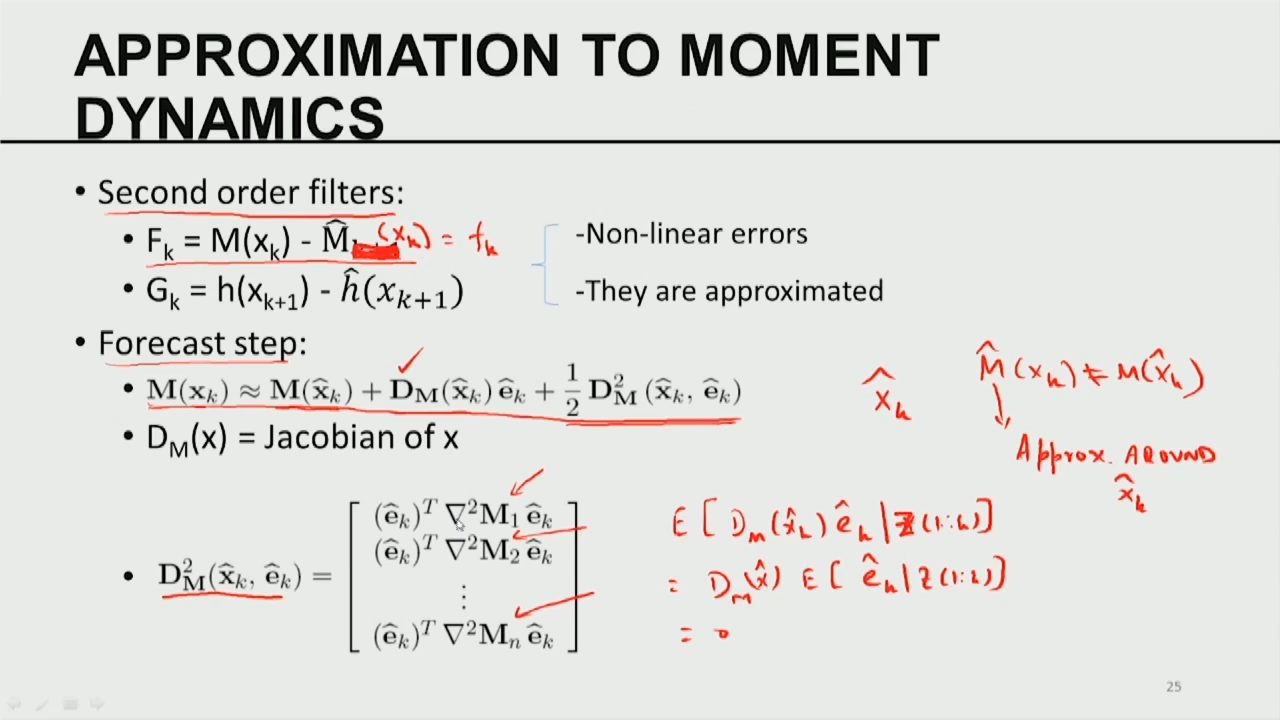 APPROXIMATION TO MOMENT
DYNAMICS
• Second order filters:
• F_k = M(x_k) - M̂ (x_k) = f_k
-Non-linear errors
• G_k = h(x_{k+1}) - ĥ(x_{k+1})
-They are approximated
• Forecast step:
• M(x_k) ≈ M(x̂_k) + D_M(x̂_k) ê_k + 1/2 D²_M (x̂_k, ê_k)
x̂_k
M̂(x_k) ≠ M(x̂_k)
• D_M(x) = Jacobian of x
Approx. AROUND
x̂_k
• D²_M(x̂_k, ê_k) =
(ê_k)^T ∇²M_1 ê_k
(ê_k)^T ∇²M_2 ê_k
⋮
(ê_k)^T ∇²M_n ê_k
E [ D_M(x̂_k) ê_k | Z(1:k)]
= D_M(x̂) E [ ê_k | Z(1:k)]
= 0
25